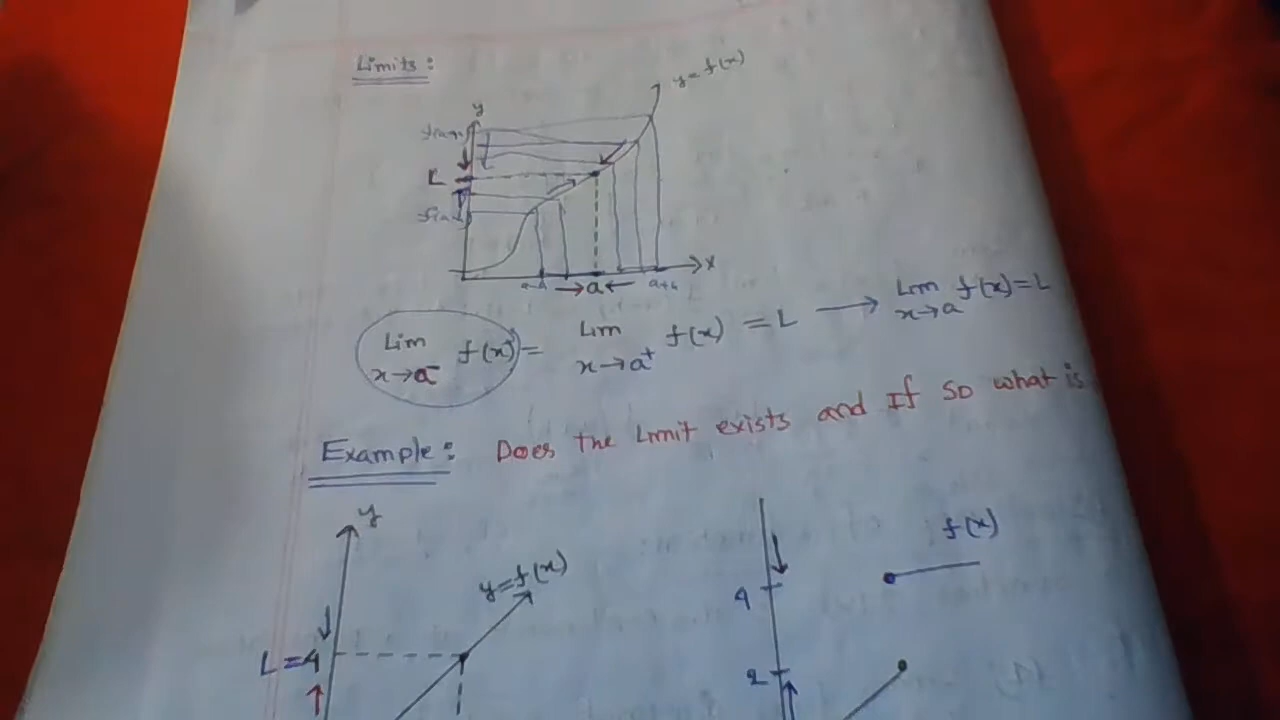 Limits:
y = f(x)
y
L
a-h → a ← a+h
x
Lim x→a⁻ f(x) = Lim x→a⁺ f(x) = L → Lim x→a f(x) = L
Example: Does the Limit exists and If So what is
y
y=f(x)
f(x)
4
L=4
2